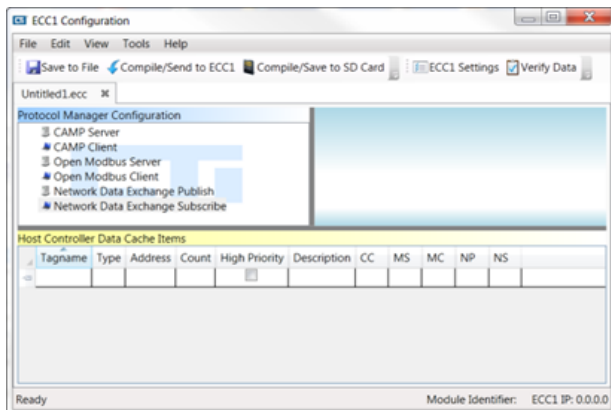 ECC1 Configuration
File Edit View Tools Help
Save to File Compile/Send to ECC1 Compile/Save to SD Card ECC1 Settings Verify Data
Untitled1.ecc
Protocol Manager Configuration
CAMP Server
CAMP Client
Open Modbus Server
Open Modbus Client
Network Data Exchange Publish
Network Data Exchange Subscribe
Host Controller Data Cache Items
Tagname Type Address Count High Priority Description CC MS MC NP NS
Ready Module Identifier: ECC1 IP: 0.0.0.0